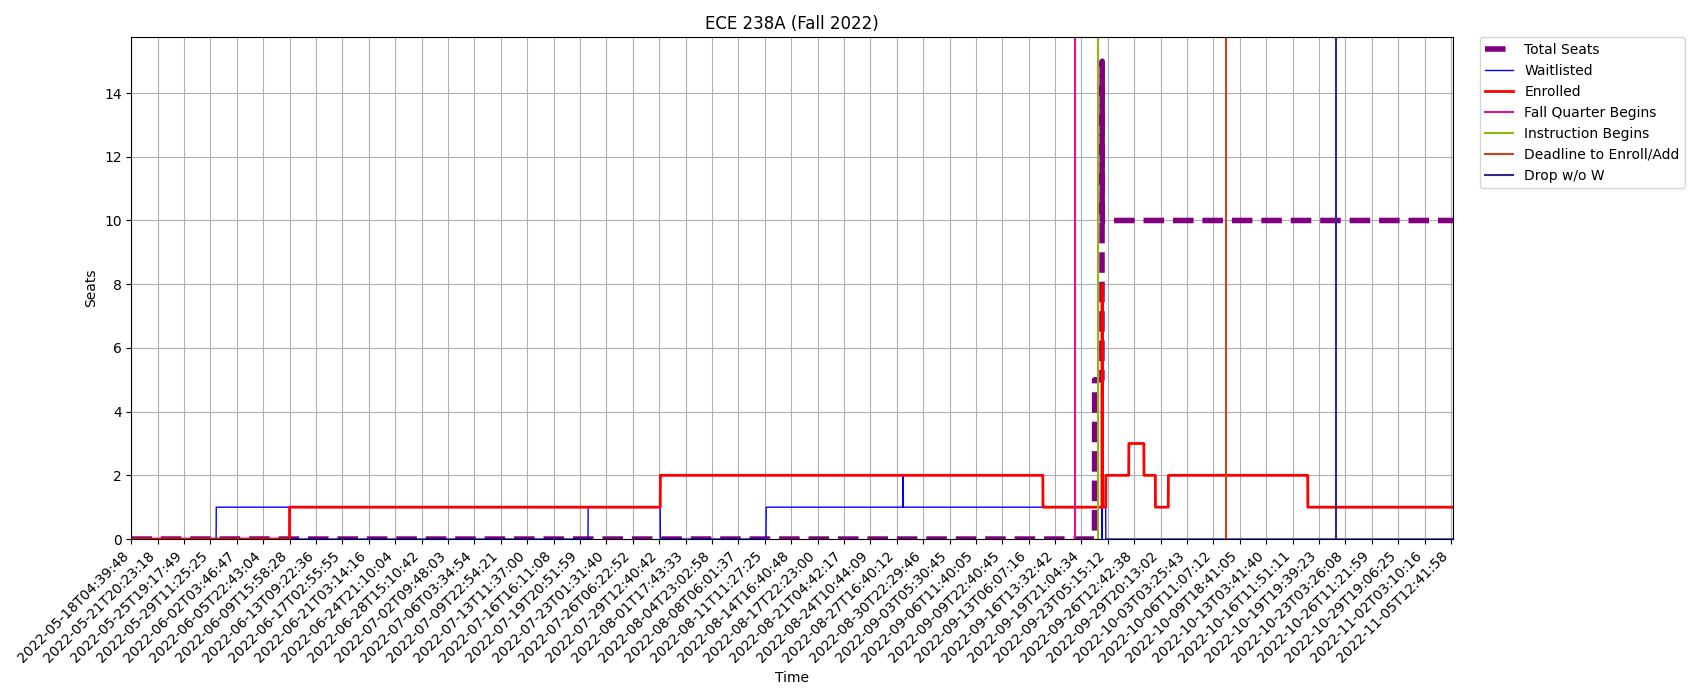 ECE 238A (Fall 2022)
Total Seats
Waitlisted
Enrolled
Fall Quarter Begins
Instruction Begins
Deadline to Enroll/Add
Drop w/o W
Seats
14
12
10
8
6
4
2
0
2022-05-18T04:39:48
2022-05-21T20:23:18
2022-05-25T19:17:49
2022-05-29T11:25:25
2022-06-02T03:46:47
2022-06-05T22:43:04
2022-06-09T15:58:28
2022-06-13T09:22:36
2022-06-17T02:55:55
2022-06-21T03:14:16
2022-06-24T21:10:04
2022-06-28T15:10:42
2022-07-02T09:48:03
2022-07-06T03:34:54
2022-07-09T22:54:21
2022-07-13T11:37:00
2022-07-16T16:11:08
2022-07-19T20:51:59
2022-07-23T01:31:40
2022-07-26T06:22:52
2022-07-29T12:40:42
2022-08-01T17:43:33
2022-08-04T23:02:58
2022-08-08T06:01:37
2022-08-11T11:27:25
2022-08-14T16:40:48
2022-08-17T22:23:00
2022-08-21T04:42:17
2022-08-24T10:44:09
2022-08-27T16:40:12
2022-08-30T22:29:46
2022-09-03T05:30:45
2022-09-06T11:40:05
2022-09-09T22:40:45
2022-09-13T06:07:16
2022-09-16T13:32:42
2022-09-19T21:04:34
2022-09-23T05:15:12
2022-09-26T12:42:38
2022-09-29T20:13:02
2022-10-03T03:25:43
2022-10-06T11:07:12
2022-10-09T18:41:05
2022-10-13T03:41:40
2022-10-16T11:51:11
2022-10-19T19:39:23
2022-10-23T03:26:08
2022-10-26T11:21:59
2022-10-29T19:06:25
2022-11-02T03:10:16
2022-11-05T12:41:58
Time